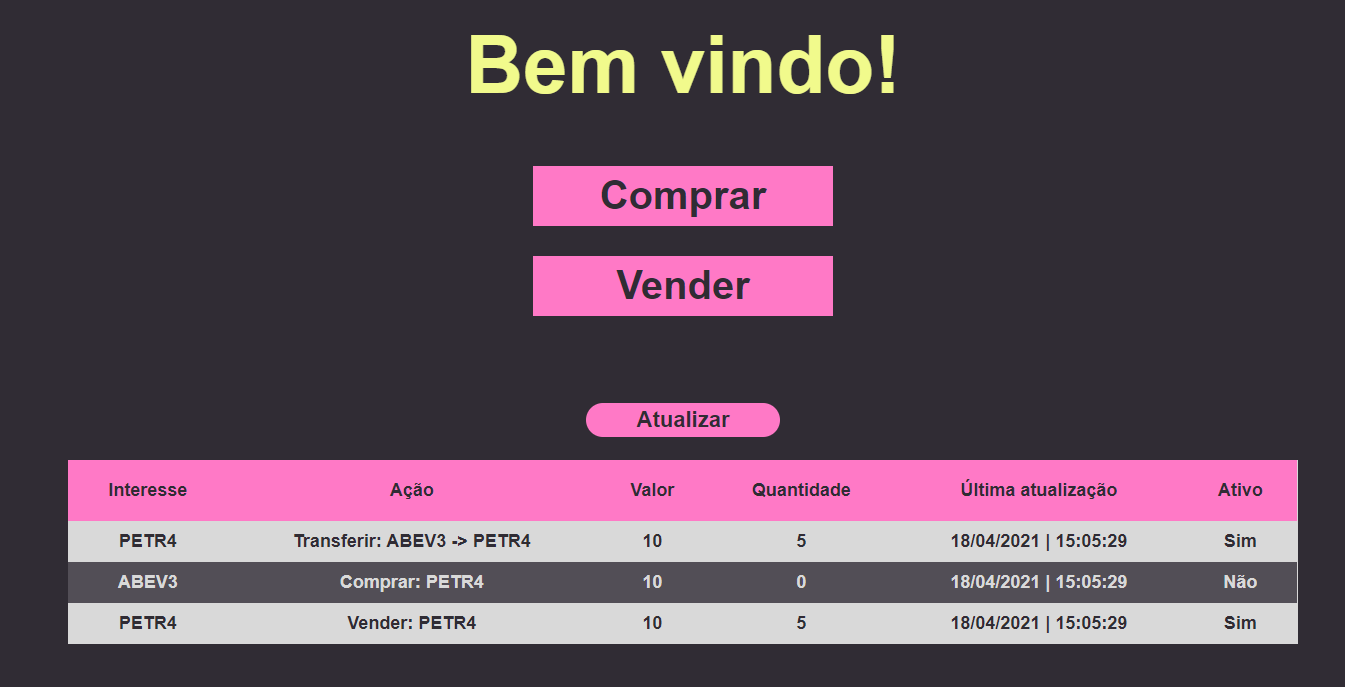 Bem vindo!
Comprar
Vender
Atualizar
Interesse Ação Valor Quantidade Última atualização Ativo
PETR4 Transferir: ABEV3 -> PETR4 10 5 18/04/2021 | 15:05:29 Sim
ABEV3 Comprar: PETR4 10 0 18/04/2021 | 15:05:29 Não
PETR4 Vender: PETR4 10 5 18/04/2021 | 15:05:29 Sim